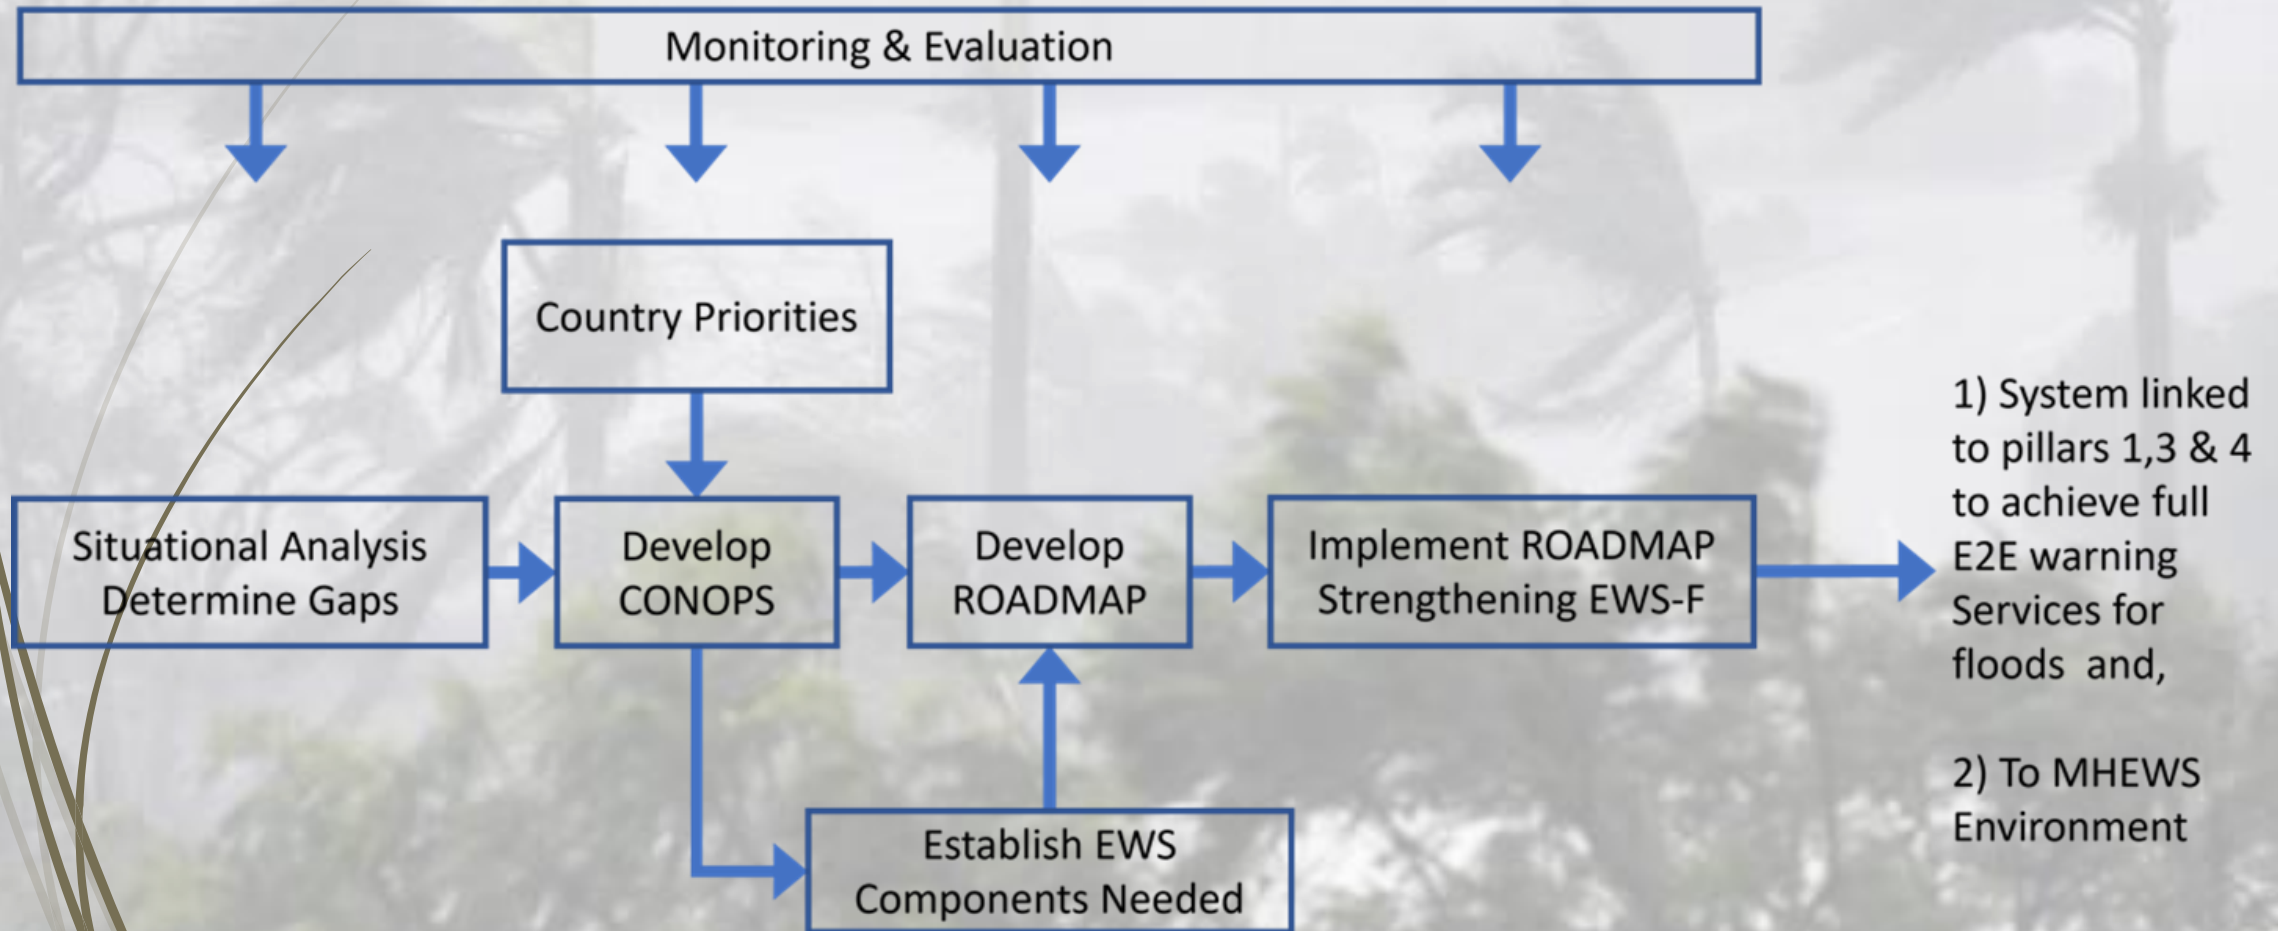 Monitoring & Evaluation
Country Priorities
Situational Analysis
Determine Gaps
Develop
CONOPS
Develop
ROADMAP
Implement ROADMAP
Strengthening EWS-F
Establish EWS
Components Needed
1) System linked
to pillars 1,3 & 4
to achieve full
E2E warning
Services for
floods and,
2) To MHEWS
Environment